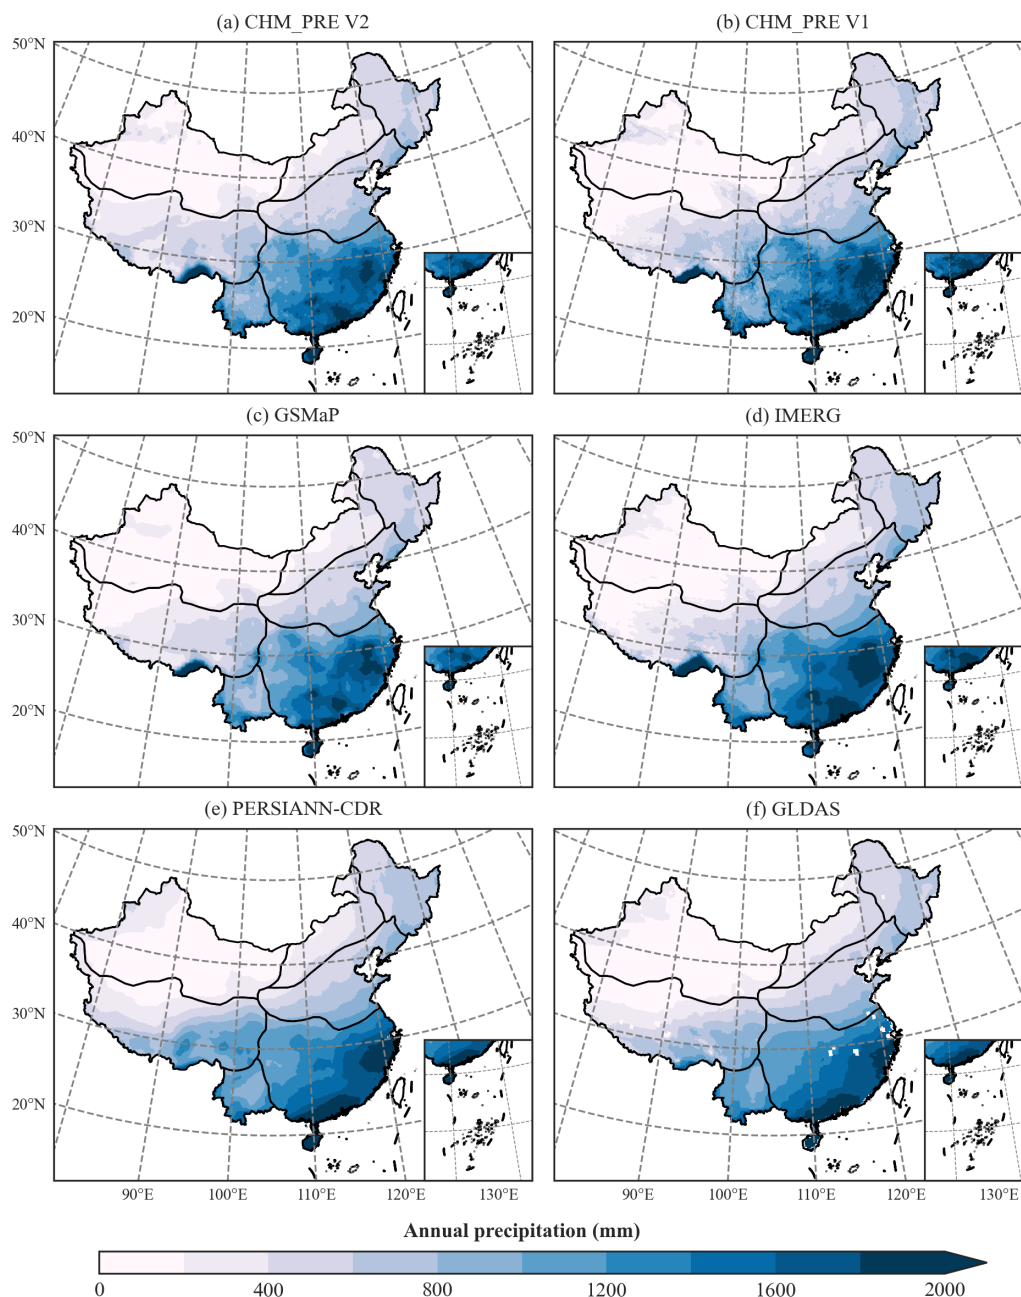 (a) CHM_PRE V2
(b) CHM_PRE V1
50°N
40°N
30°N
20°N
(c) GSMaP
(d) IMERG
50°N
40°N
30°N
20°N
(e) PERSIANN-CDR
(f) GLDAS
50°N
40°N
30°N
20°N
90°E 100°E 110°E 120°E 130°E
90°E 100°E 110°E 120°E 130°E
Annual precipitation (mm)
0 400 800 1200 1600 2000